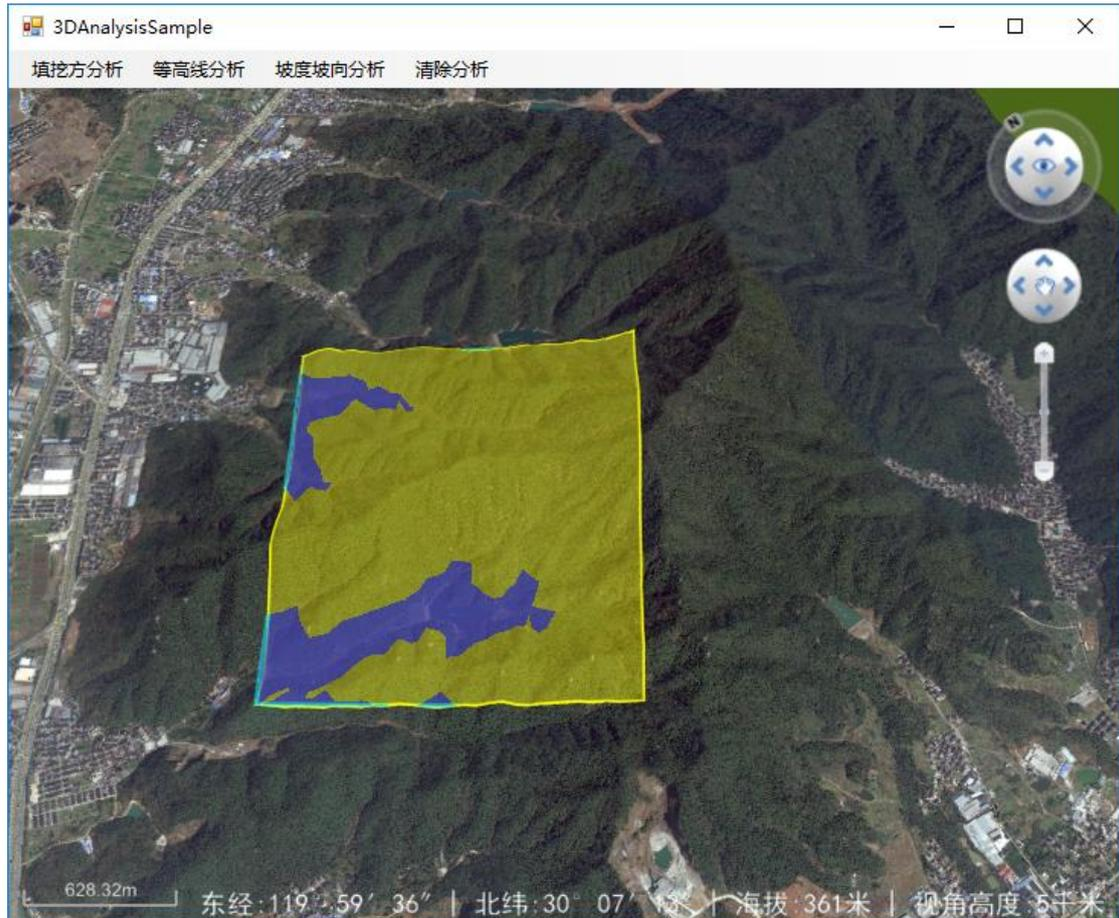 3DAnalysisSample
填挖方分析 等高线分析 坡度坡向分析 清除分析
N
628.32m
东经:119°59′36″ | 北纬:30°07′13″ | 海拔:361米 | 视角高度:5千米